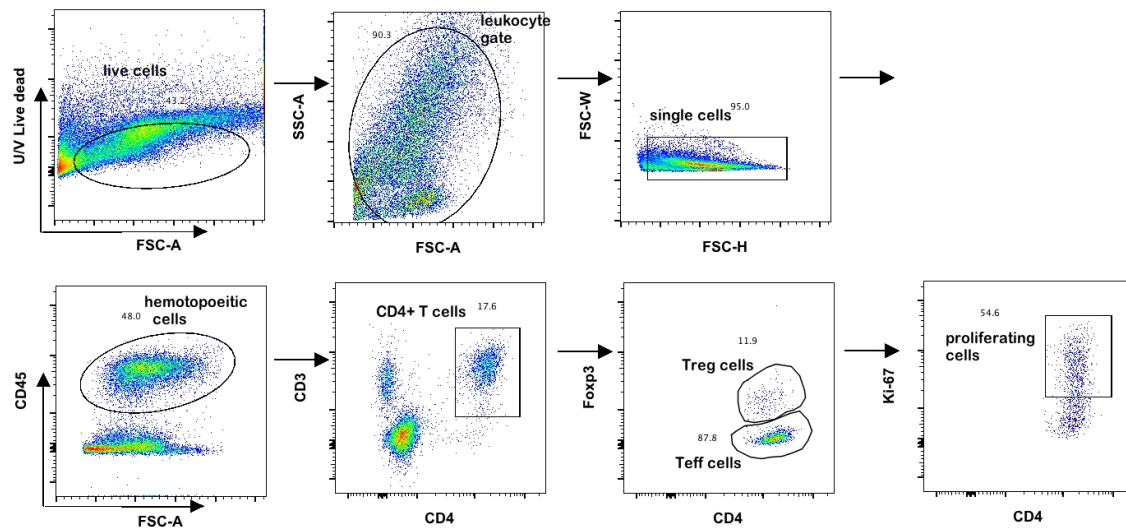 U/V Live dead
live cells
43.2
FSC-A
SSC-A
90.3
leukocyte
gate
FSC-A
FSC-W
single cells
95.0
FSC-H
CD45
48.0
hemotopoeitic
cells
FSC-A
CD3
CD4+ T cells
17.6
CD4
Foxp3
11.9
Treg cells
87.8
Teff cells
CD4
Ki-67
54.6
proliferating
cells
CD4